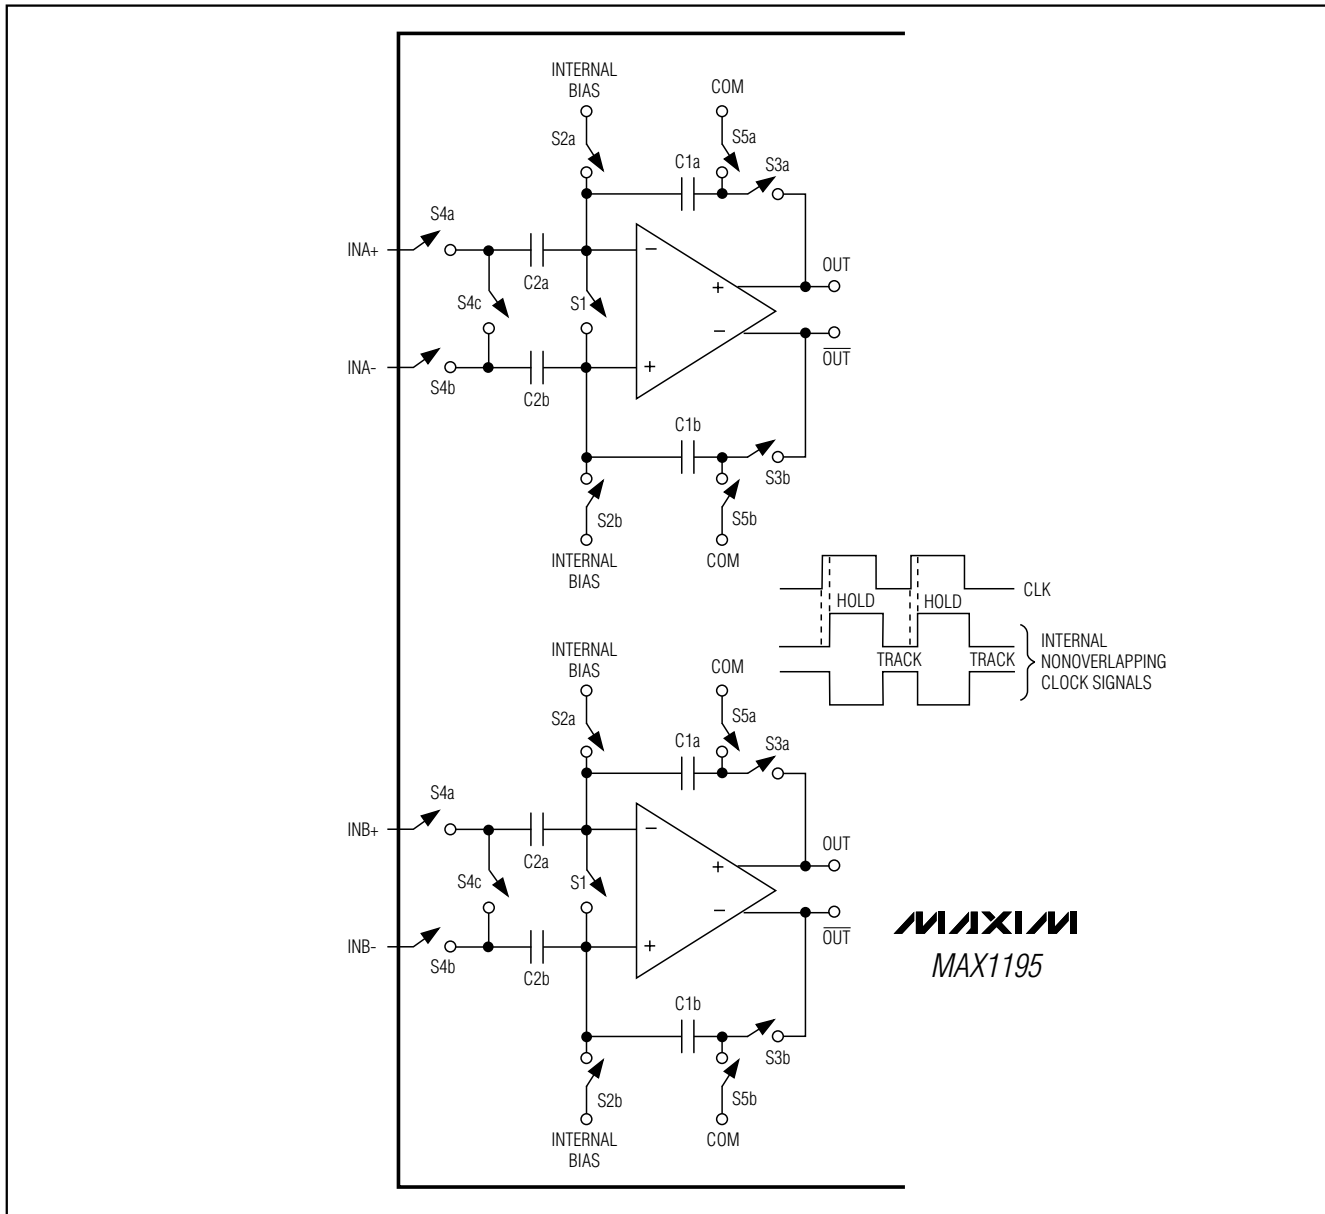 INTERNAL
BIAS
COM
S2a
S5a
C1a
S3a
S4a
INA+
−
C2a
OUT
+
S4c
S1
−
OUT
INA-
+
S4b
C2b
C1b
S3b
S2b
S5b
INTERNAL
BIAS
COM
CLK
HOLD
HOLD
TRACK
TRACK
INTERNAL
NONOVERLAPPING
CLOCK SIGNALS
INTERNAL
BIAS
COM
S2a
S5a
C1a
S3a
S4a
INB+
−
C2a
OUT
+
S4c
S1
−
OUT
INB-
+
S4b
C2b
MAXIM
MAX1195
C1b
S3b
S2b
S5b
INTERNAL
BIAS
COM